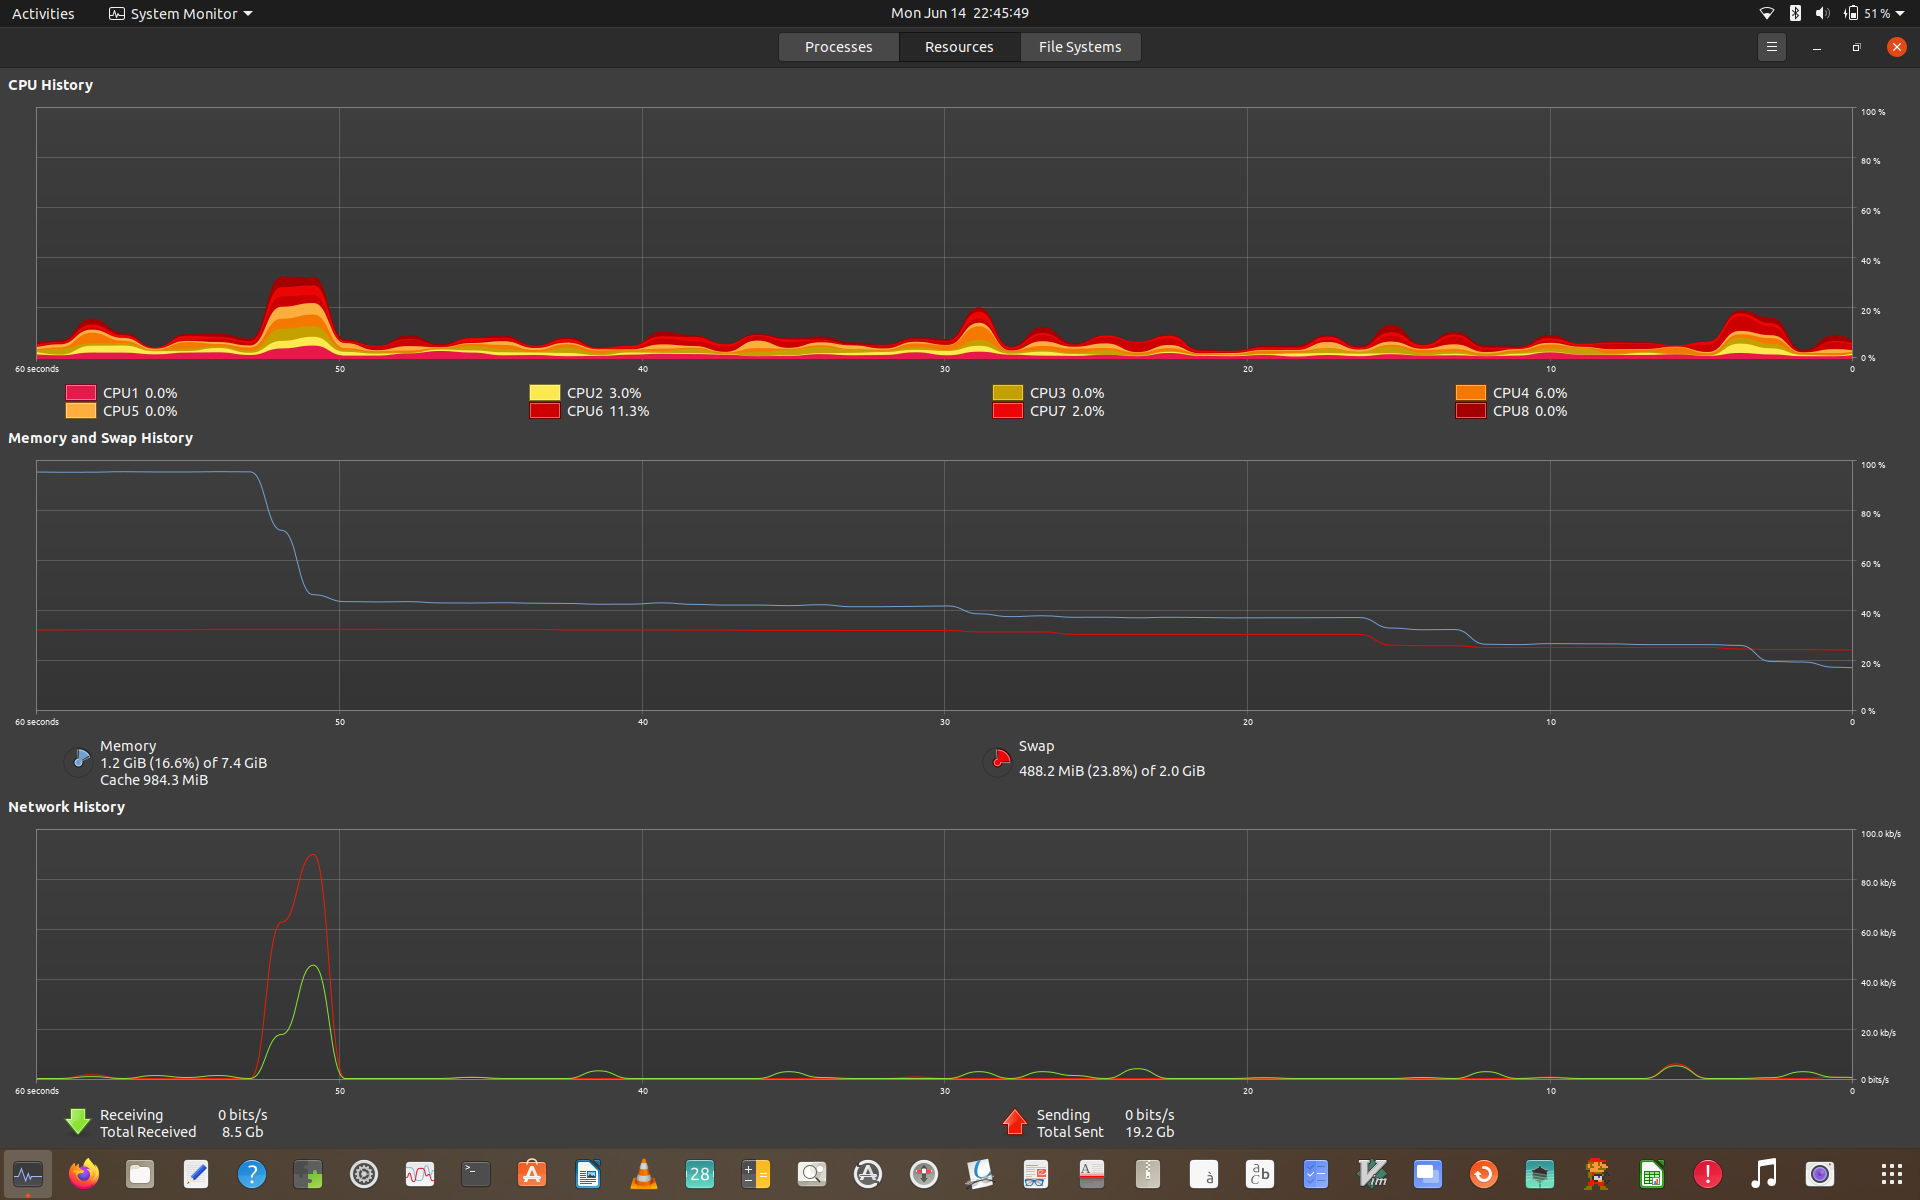 Activities System Monitor Mon Jun 14 22:45:49 51 %
Processes Resources File Systems
CPU History
100 %
80 %
60 %
40 %
20 %
0 %
60 seconds 50 40 30 20 10 0
CPU1 0.0% CPU2 3.0% CPU3 0.0% CPU4 6.0%
CPU5 0.0% CPU6 11.3% CPU7 2.0% CPU8 0.0%
Memory and Swap History
100 %
80 %
60 %
40 %
20 %
0 %
60 seconds 50 40 30 20 10 0
Memory Swap
1.2 GiB (16.6%) of 7.4 GiB 488.2 MiB (23.8%) of 2.0 GiB
Cache 984.3 MiB
Network History
100.0 kb/s
80.0 kb/s
60.0 kb/s
40.0 kb/s
20.0 kb/s
0 bits/s
60 seconds 50 40 30 20 10 0
Receiving 0 bits/s Sending 0 bits/s
Total Received 8.5 Gb Total Sent 19.2 Gb
? >_ A 28 A A à a b c Vim !